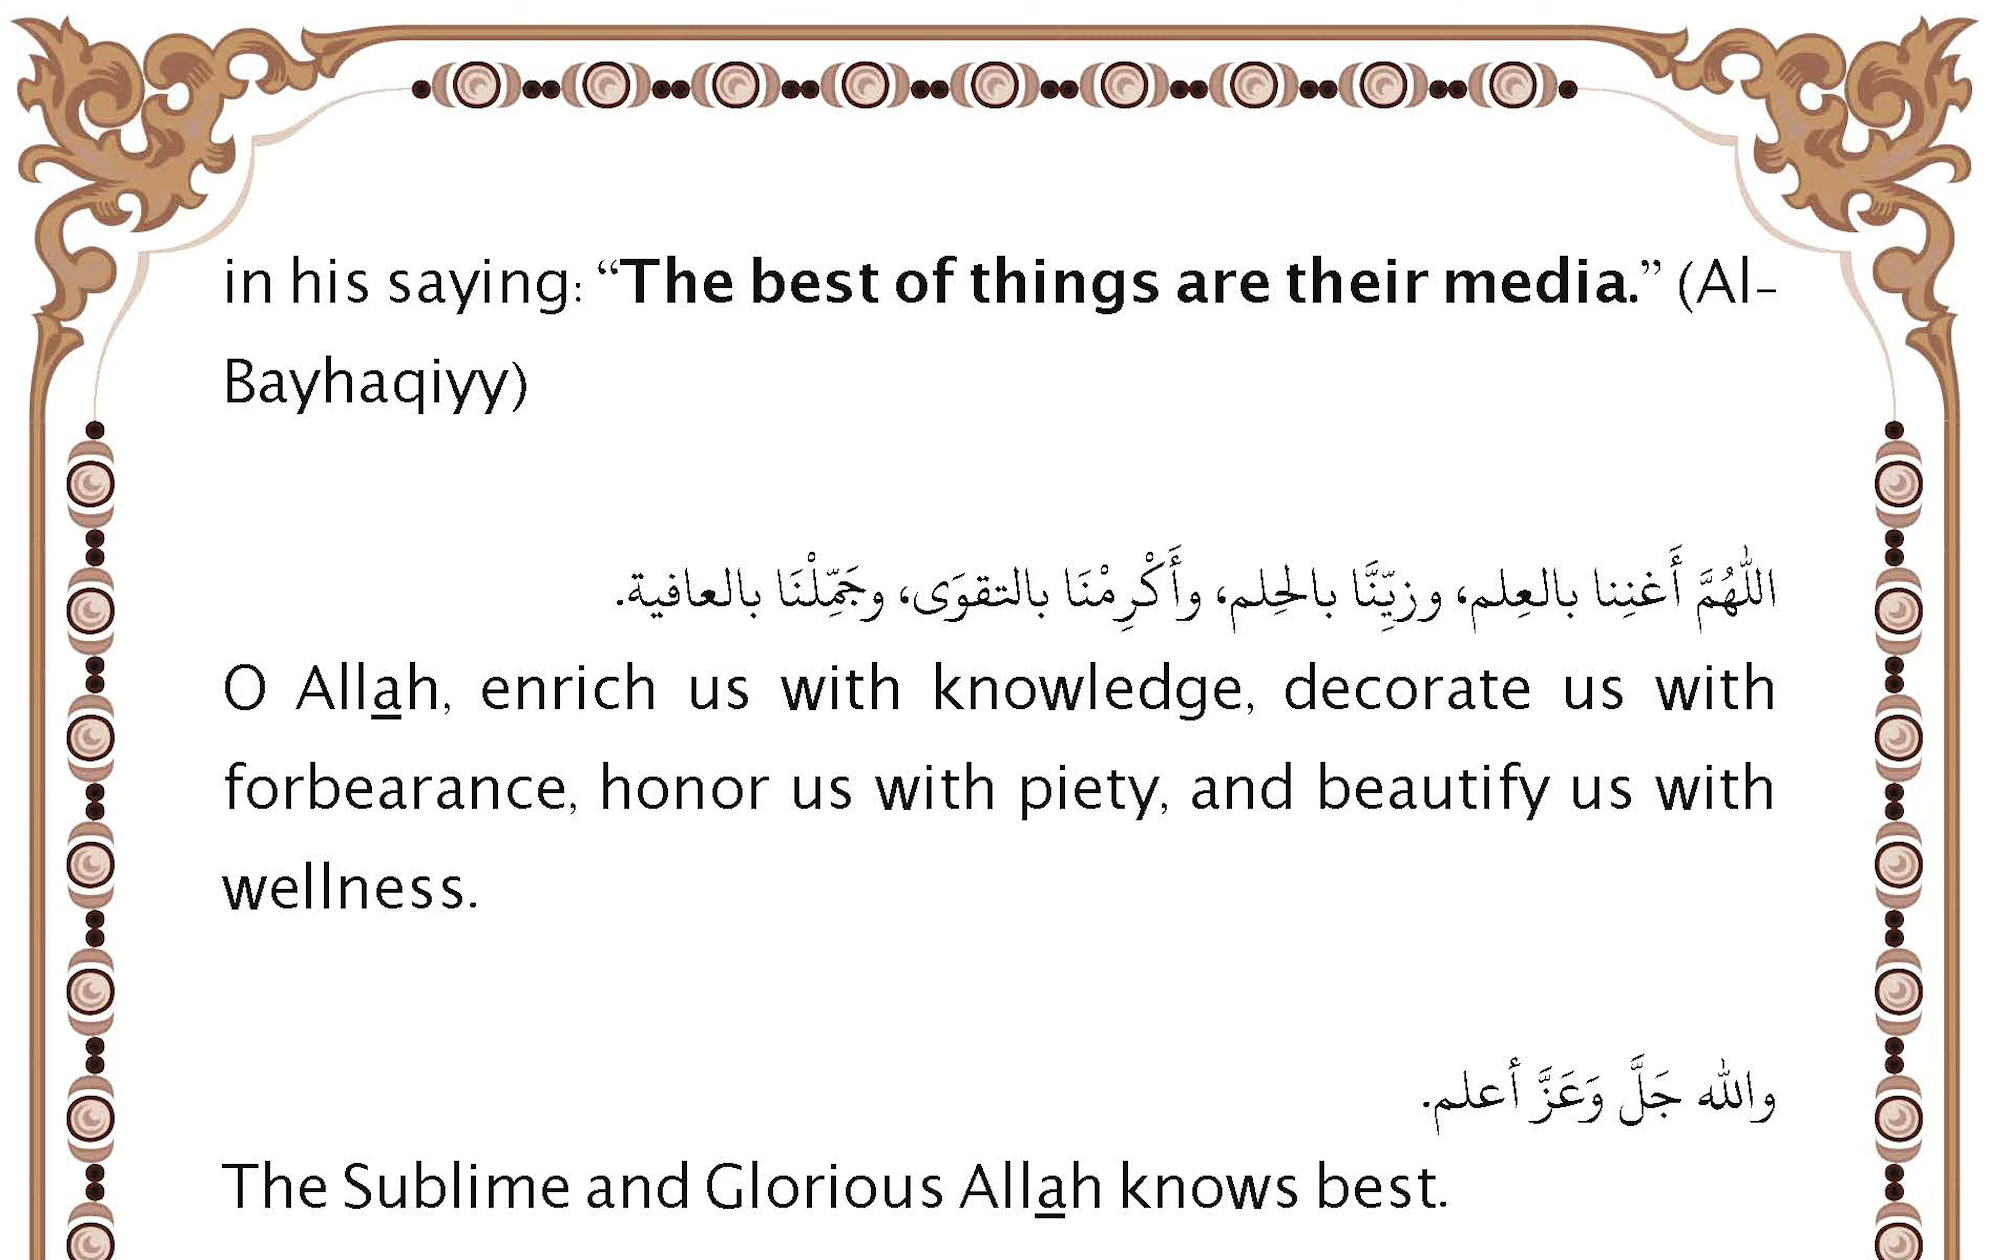 in his saying: “The best of things are their media.” (Al-
Bayhaqiyy)
اللّٰهُمَّ أَغنِنا بالعِلم، وزيِّنَّا بالحِلم، وأَكْرِمْنَا بالتقوَى، وجَمِّلْنَا بالعافية.
O Allah, enrich us with knowledge, decorate us with
forbearance, honor us with piety, and beautify us with
wellness.
والله جَلَّ وَعَزَّ أعلم.
The Sublime and Glorious Allah knows best.